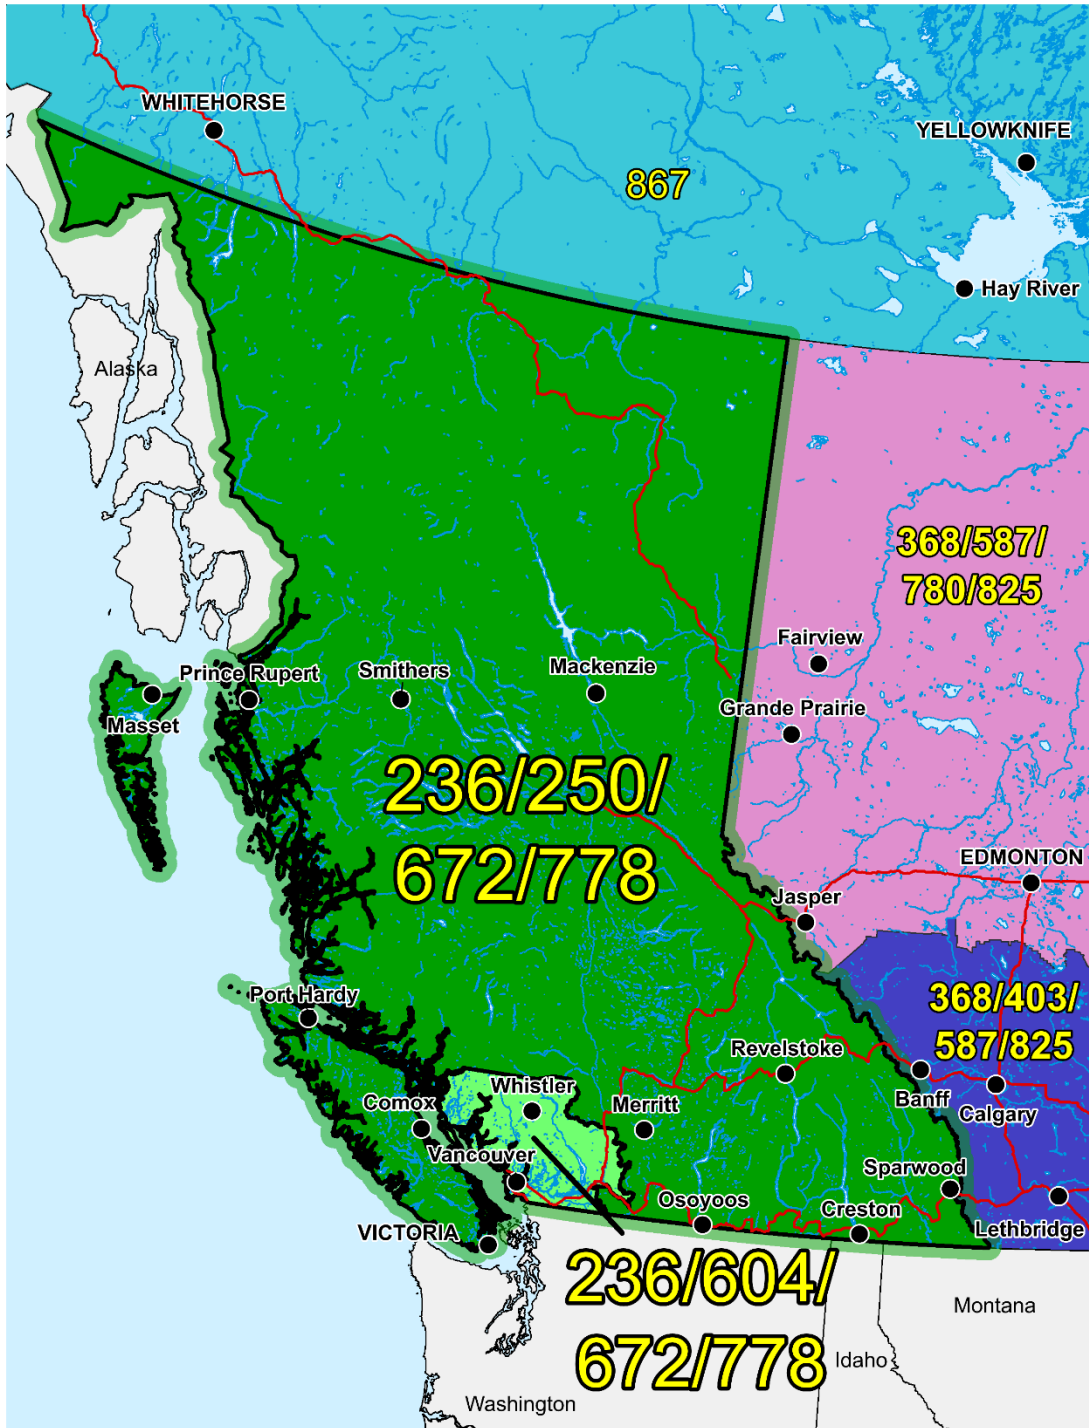 WHITEHORSE
YELLOWKNIFE
867
Hay River
Alaska
368/587/
780/825
Fairview
Prince Rupert
Smithers
Mackenzie
Grande Prairie
Masset
236/250/
672/778
EDMONTON
Jasper
Port Hardy
368/403/
587/825
Revelstoke
Whistler
Comox
Merritt
Banff
Calgary
Vancouver
Sparwood
Osoyoos
Creston
VICTORIA
Lethbridge
236/604/
672/778
Montana
Idaho
Washington